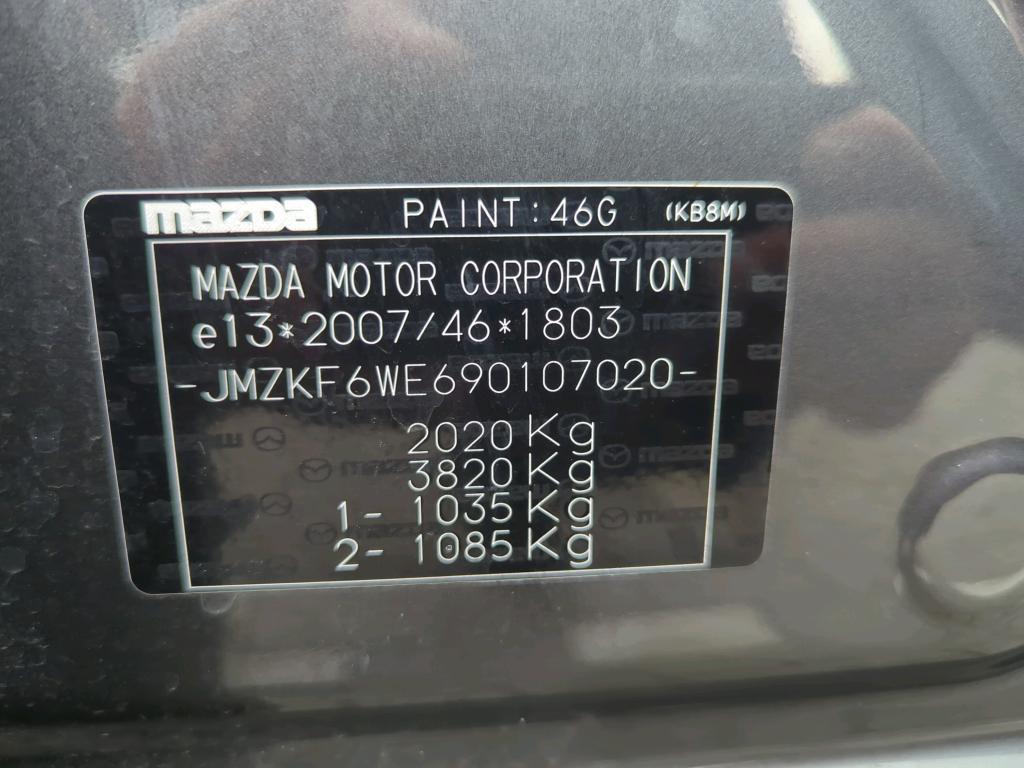 mazda PAINT:46G (KB8M)
MAZDA MOTOR CORPORATION
e13*2007/46*1803
-JMZKF6WE690107020-
2020 Kg
3820 Kg
1- 1035 Kg
2- 1085 Kg